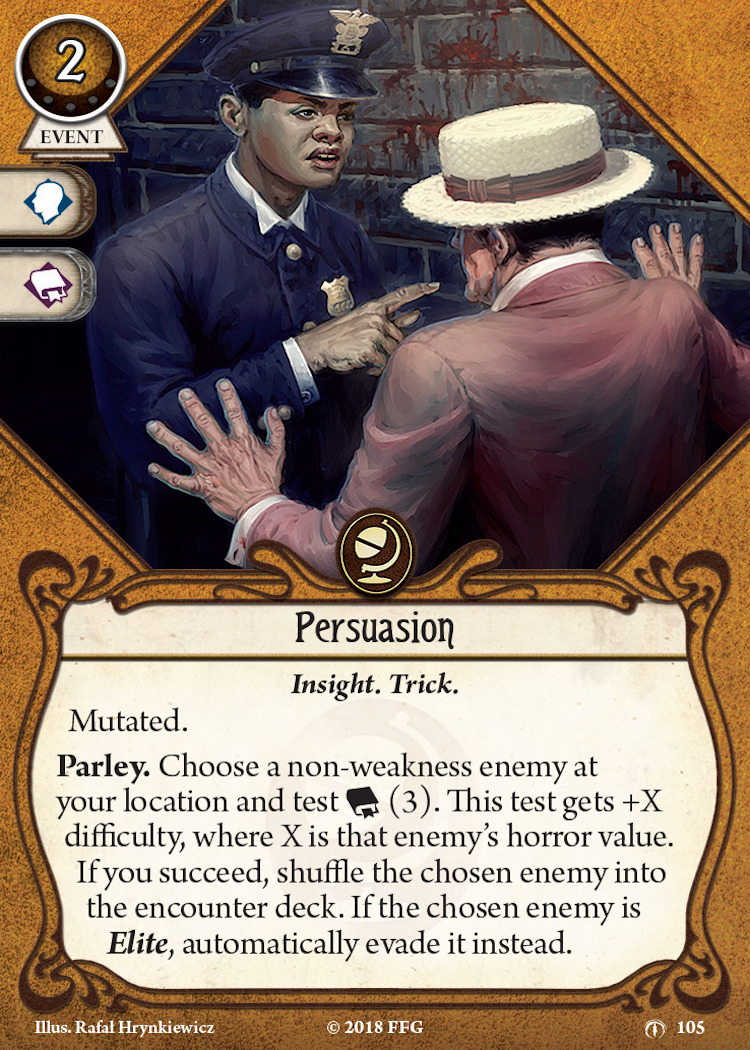 2
EVENT
Persuasion
Insight. Trick.
Mutated.
Parley. Choose a non-weakness enemy at
your location and test (3). This test gets +X
difficulty, where X is that enemy's horror value.
If you succeed, shuffle the chosen enemy into
the encounter deck. If the chosen enemy is
Elite, automatically evade it instead.
Illus. Rafał Hrynkiewicz
© 2018 FFG
105